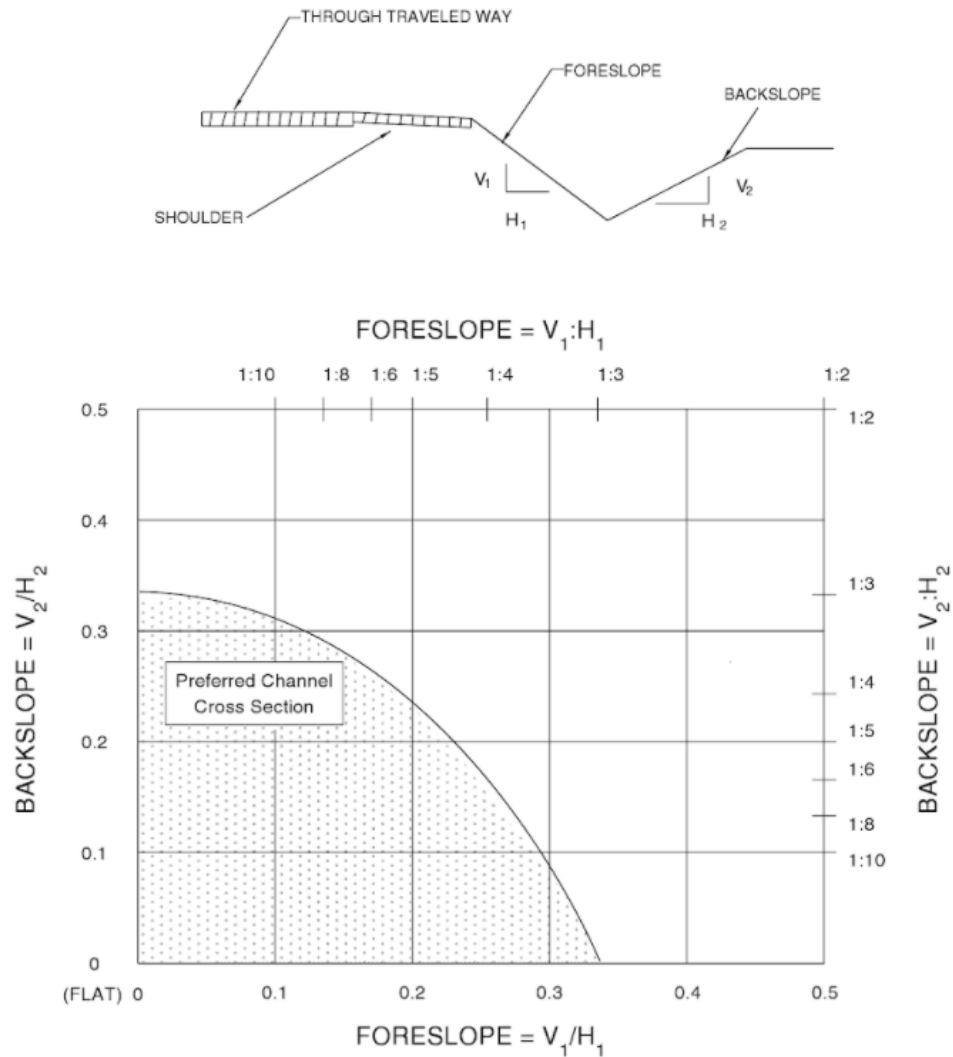 THROUGH TRAVELED WAY
FORESLOPE
BACKSLOPE
V₁
V₂
SHOULDER
H₁
H₂
FORESLOPE = V₁:H₁
1:10 1:8 1:6 1:5 1:4 1:3 1:2
0.5
1:2
0.4
1:3
0.3
Preferred Channel
Cross Section
1:4
0.2
1:5
1:6
1:8
0.1
1:10
0
BACKSLOPE = V₂/H₂
BACKSLOPE = V₂:H₂
(FLAT) 0 0.1 0.2 0.3 0.4 0.5
FORESLOPE = V₁/H₁